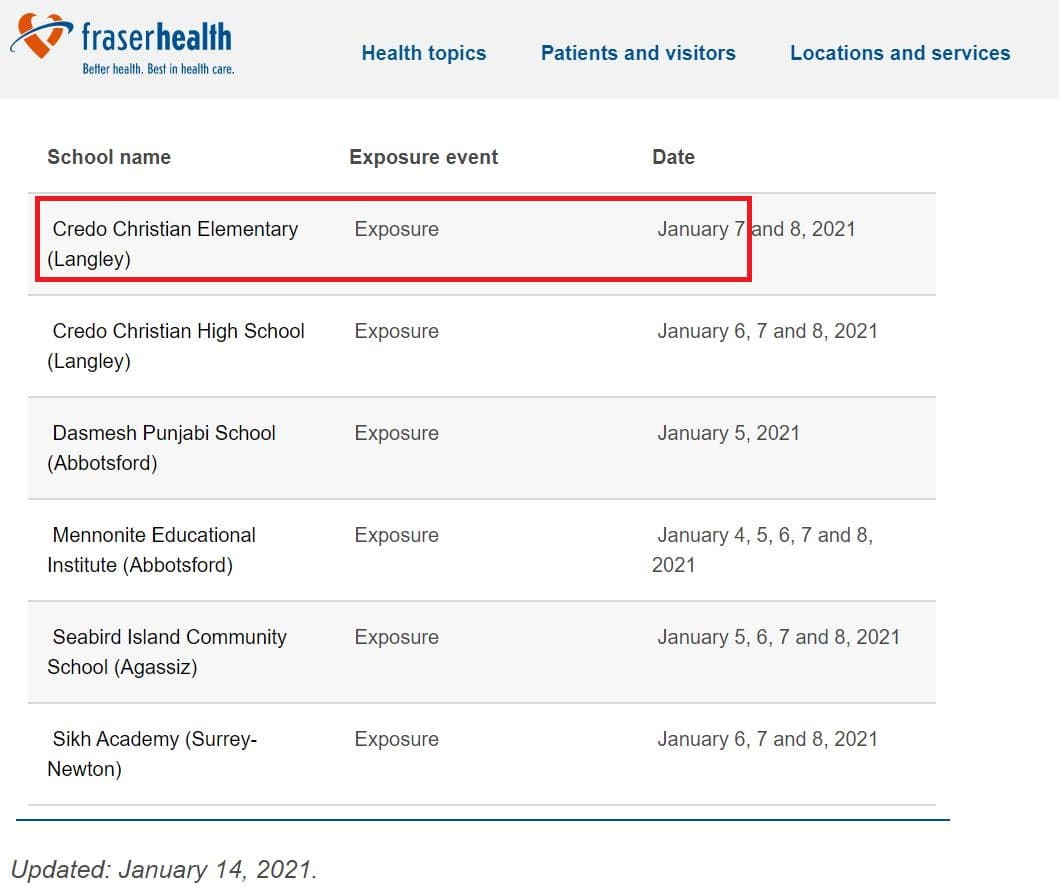 fraserhealth
Better health. Best in health care.
Health topics Patients and visitors Locations and services
School name Exposure event Date
Credo Christian Elementary Exposure January 7 and 8, 2021
(Langley)
Credo Christian High School Exposure January 6, 7 and 8, 2021
(Langley)
Dasmesh Punjabi School Exposure January 5, 2021
(Abbotsford)
Mennonite Educational Exposure January 4, 5, 6, 7 and 8,
Institute (Abbotsford) 2021
Seabird Island Community Exposure January 5, 6, 7 and 8, 2021
School (Agassiz)
Sikh Academy (Surrey- Exposure January 6, 7 and 8, 2021
Newton)
Updated: January 14, 2021.